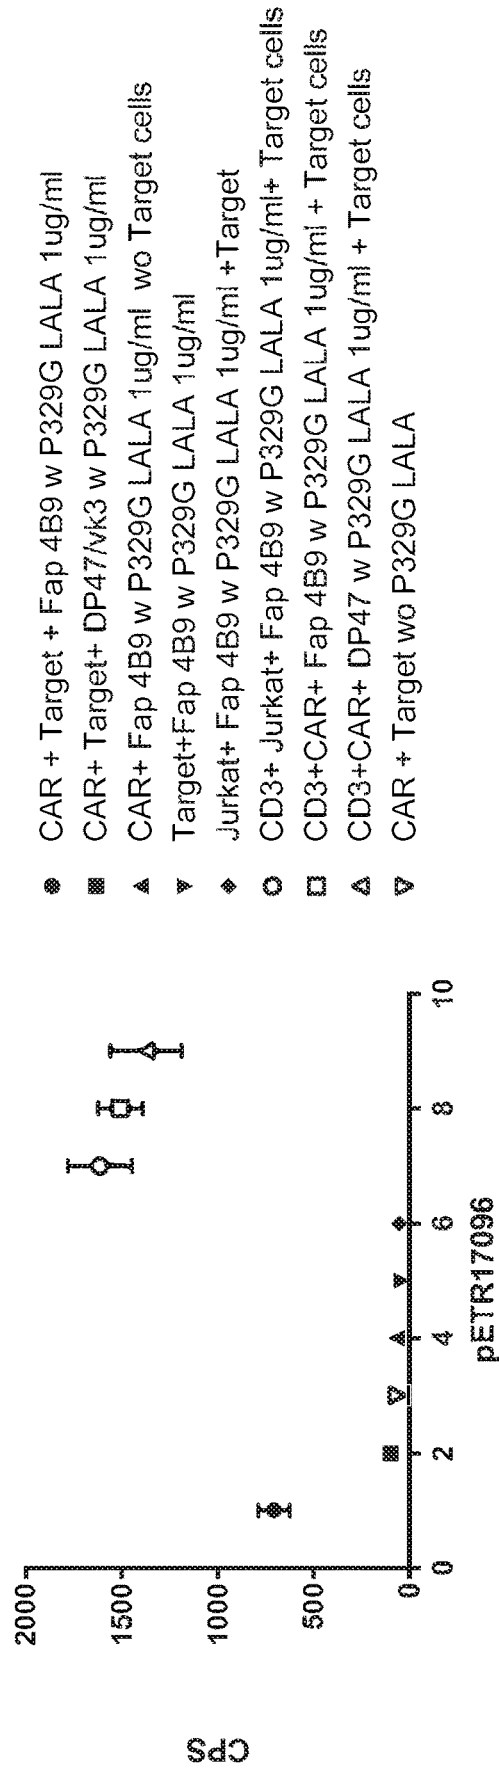 CPS
2000
1500
1000
500
0
0
2
4
6
8
10
pETR17096
CAR + Target + Fap 4B9 w P329G LALA 1ug/ml
CAR+ Target+ DP47/vk3 w P329G LALA 1ug/ml
CAR+ Fap 4B9 w P329G LALA 1ug/ml wo Target cells
Target+Fap 4B9 w P329G LALA 1ug/ml
Jurkat+ Fap 4B9 w P329G LALA 1ug/ml +Target
CD3+ Jurkat+ Fap 4B9 w P329G LALA 1ug/ml+ Target cells
CD3+CAR+ Fap 4B9 w P329G LALA 1ug/ml + Target cells
CD3+CAR+ DP47 w P329G LALA 1ug/ml + Target cells
CAR + Target wo P329G LALA